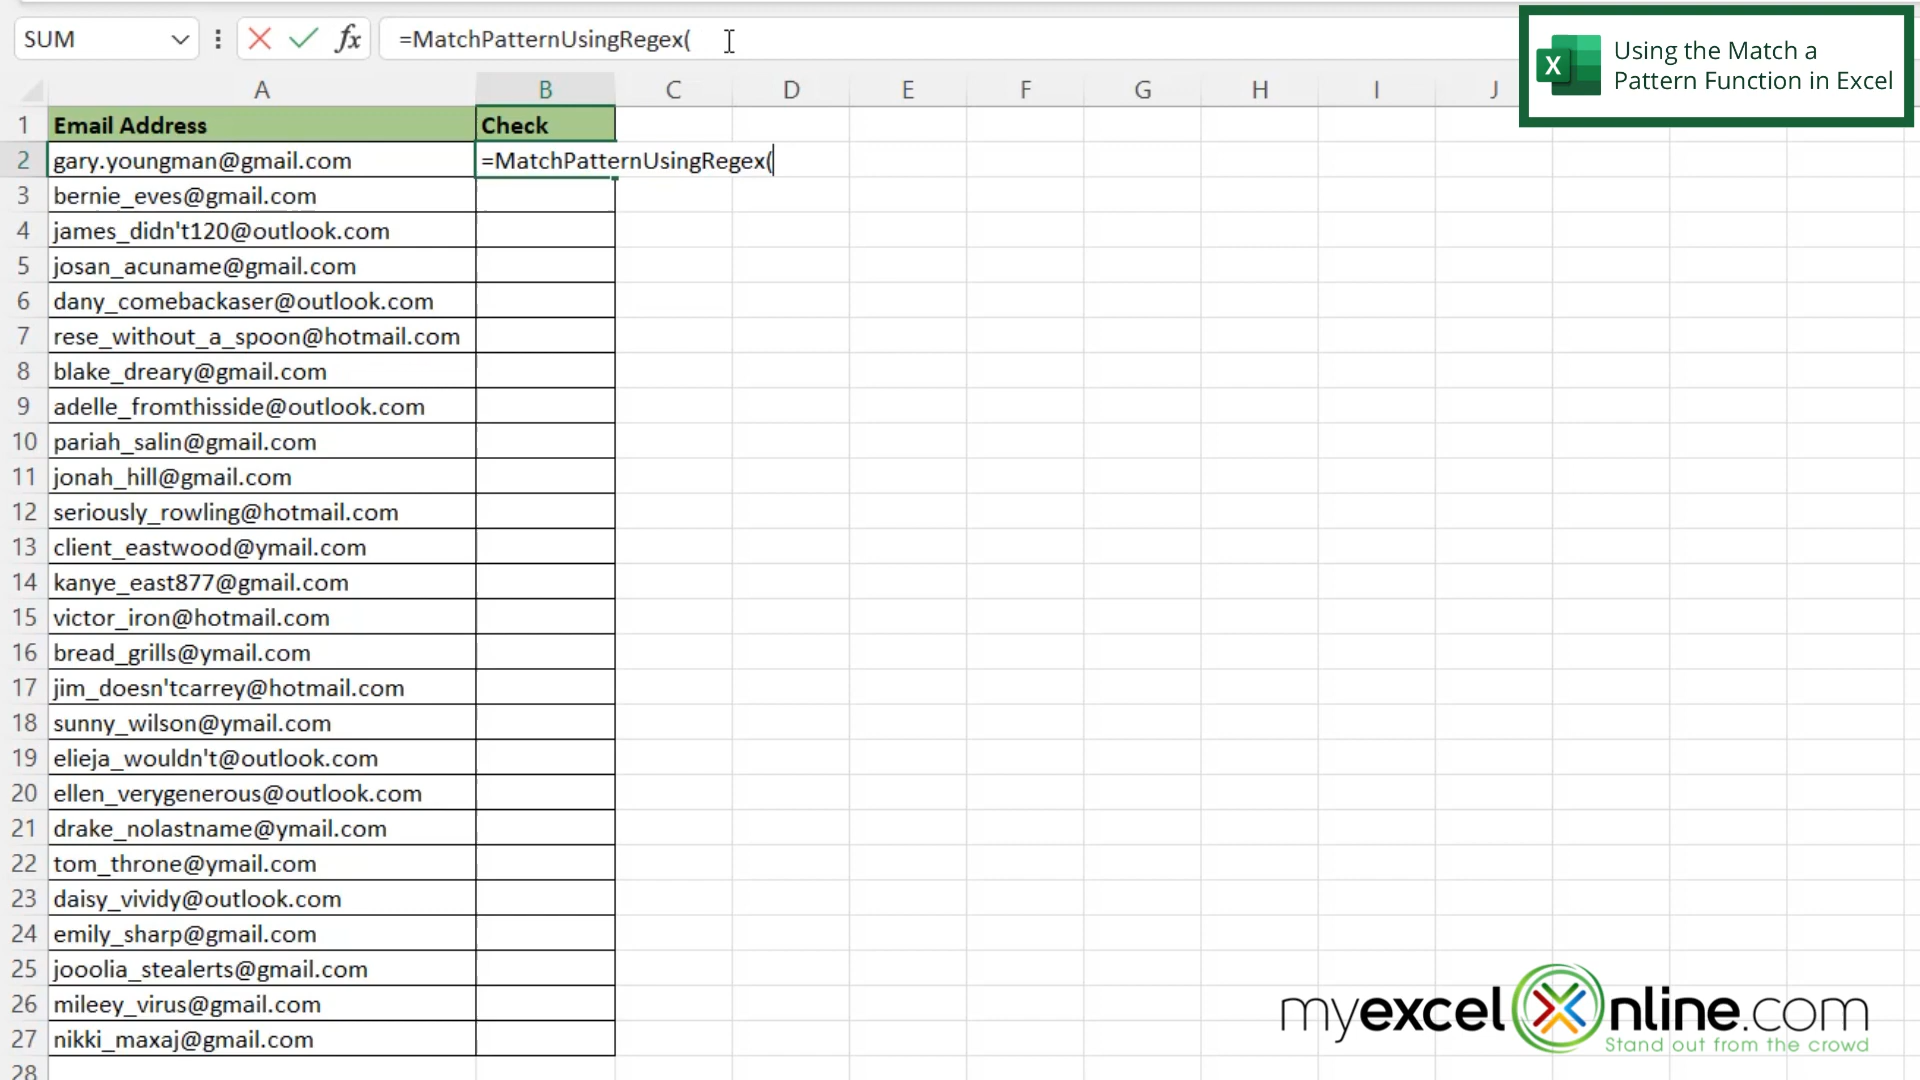 SUM
fx
=MatchPatternUsingRegex(
X
Using the Match a
Pattern Function in Excel
A B C D E F G H I J
1 Email Address Check
2 gary.youngman@gmail.com =MatchPatternUsingRegex(
3 bernie_eves@gmail.com
4 james_didn't120@outlook.com
5 josan_acuname@gmail.com
6 dany_comebackaser@outlook.com
7 rese_without_a_spoon@hotmail.com
8 blake_dreary@gmail.com
9 adelle_fromthisside@outlook.com
10 pariah_salin@gmail.com
11 jonah_hill@gmail.com
12 seriously_rowling@hotmail.com
13 client_eastwood@ymail.com
14 kanye_east877@gmail.com
15 victor_iron@hotmail.com
16 bread_grills@ymail.com
17 jim_doesn'tcarrey@hotmail.com
18 sunny_wilson@ymail.com
19 elieja_wouldn't@outlook.com
20 ellen_verygenerous@outlook.com
21 drake_nolastname@ymail.com
22 tom_throne@ymail.com
23 daisy_vividy@outlook.com
24 emily_sharp@gmail.com
25 jooolia_stealerts@gmail.com
26 mileey_virus@gmail.com
27 nikki_maxaj@gmail.com
28
myexcelOnline.com
Stand out from the crowd